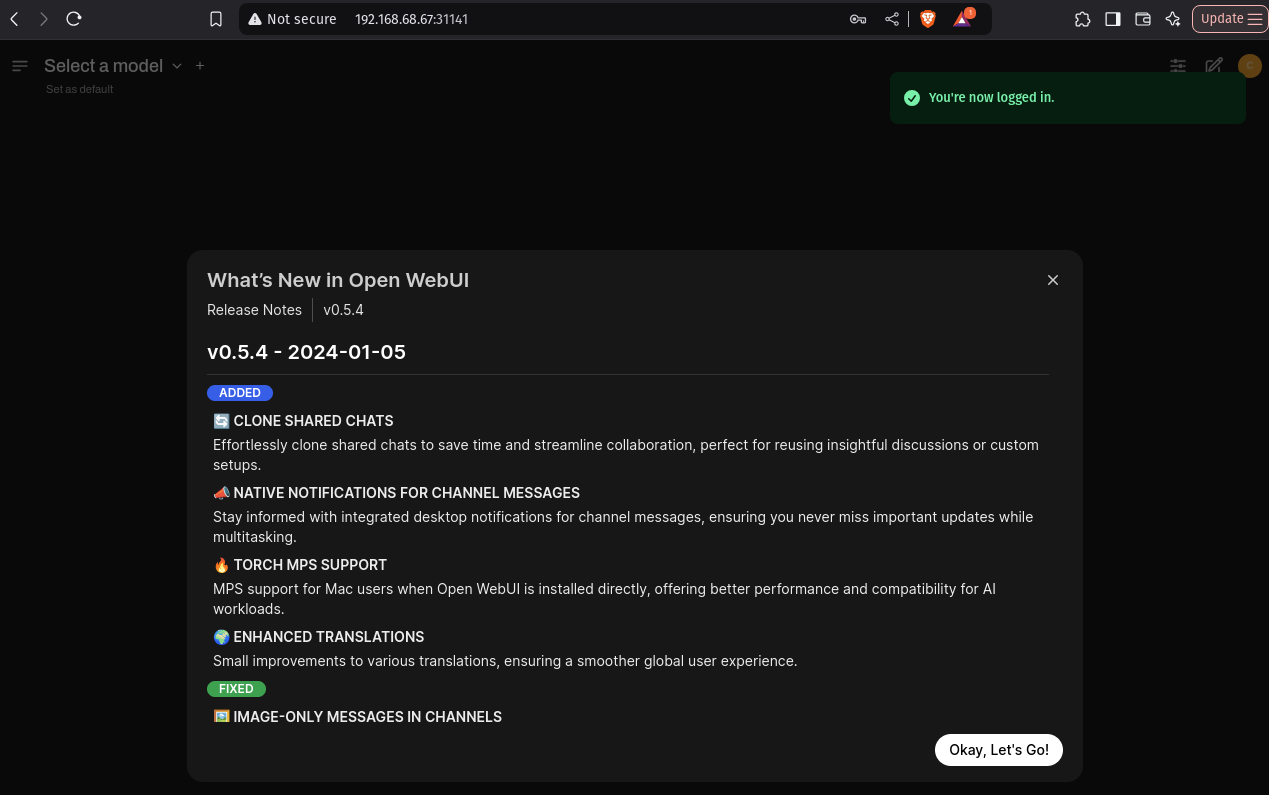 Not secure 192.168.68.67:31141
1
Update
Select a model
Set as default
C
You're now logged in.
What's New in Open WebUI
Release Notes v0.5.4
v0.5.4 - 2024-01-05
ADDED
🔄 CLONE SHARED CHATS
Effortlessly clone shared chats to save time and streamline collaboration, perfect for reusing insightful discussions or custom
setups.
📣 NATIVE NOTIFICATIONS FOR CHANNEL MESSAGES
Stay informed with integrated desktop notifications for channel messages, ensuring you never miss important updates while
multitasking.
🔥 TORCH MPS SUPPORT
MPS support for Mac users when Open WebUI is installed directly, offering better performance and compatibility for AI
workloads.
🌍 ENHANCED TRANSLATIONS
Small improvements to various translations, ensuring a smoother global user experience.
FIXED
🖼️ IMAGE-ONLY MESSAGES IN CHANNELS
Okay, Let's Go!